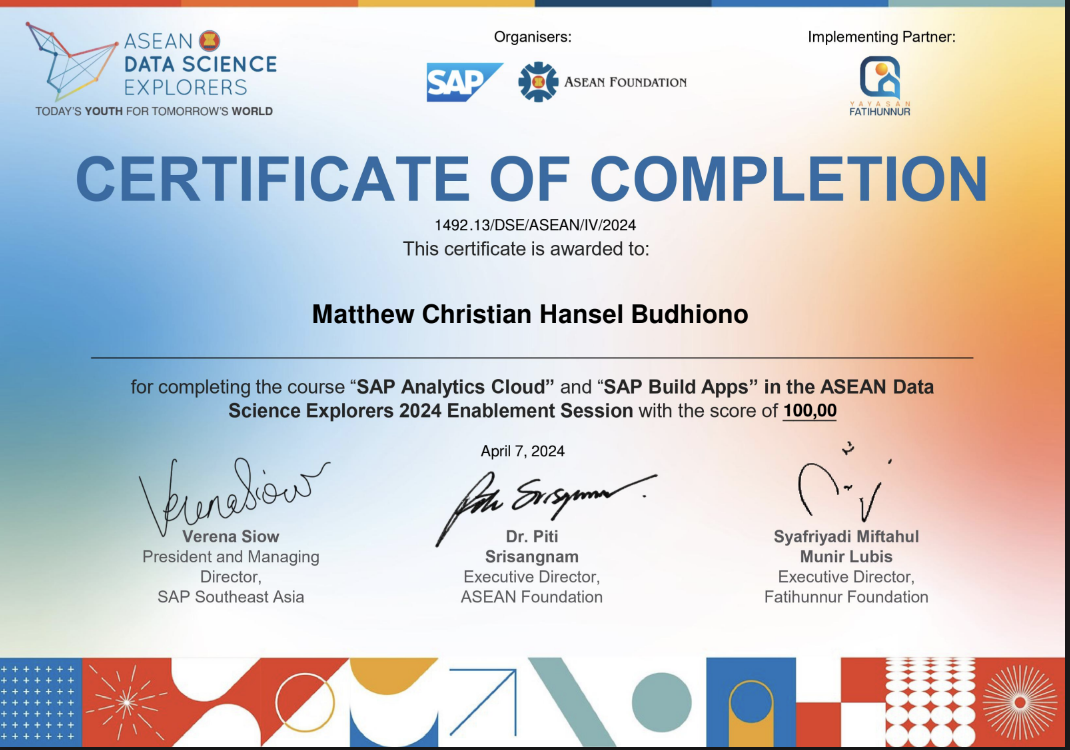 ASEAN
DATA SCIENCE
EXPLORERS
TODAY'S YOUTH FOR TOMORROW'S WORLD
Organisers:
SAP
ASEAN FOUNDATION
Implementing Partner:
YAYASAN
FATIHUNNUR
CERTIFICATE OF COMPLETION
1492.13/DSE/ASEAN/IV/2024
This certificate is awarded to:
Matthew Christian Hansel Budhiono
for completing the course “SAP Analytics Cloud” and “SAP Build Apps” in the ASEAN Data
Science Explorers 2024 Enablement Session with the score of 100,00
April 7, 2024
Verena Siow
Verena Siow
President and Managing
Director,
SAP Southeast Asia
Dr. Piti
Srisangnam
Executive Director,
ASEAN Foundation
Syafriyadi Miftahul
Munir Lubis
Executive Director,
Fatihunnur Foundation